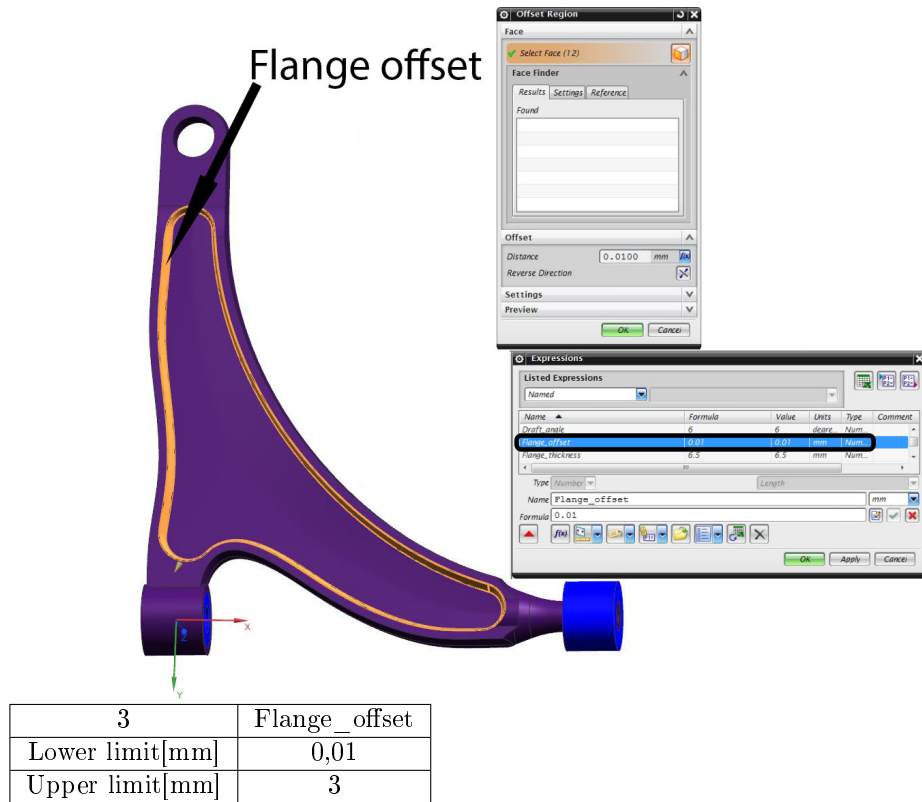 Flange offset
Offset Region
Face
Select Face (12)
Face Finder
Results Settings Reference
Found
Offset
Distance 0.0100 mm f(x)
Reverse Direction
Settings
Preview
OK Cancel
Expressions
Listed Expressions
Named
Name Formula Value Units Type Comment
Draft_angle 6 6 degree... Num...
Flange_offset 0.01 0.01 mm Num...
Flange_thickness 6.5 6.5 mm Num...
Type Number Length
Name Flange_offset mm
Formula 0.01
f(x)
OK Apply Cancel
X
Z
Y
3 Flange_offset
Lower limit[mm] 0,01
Upper limit[mm] 3